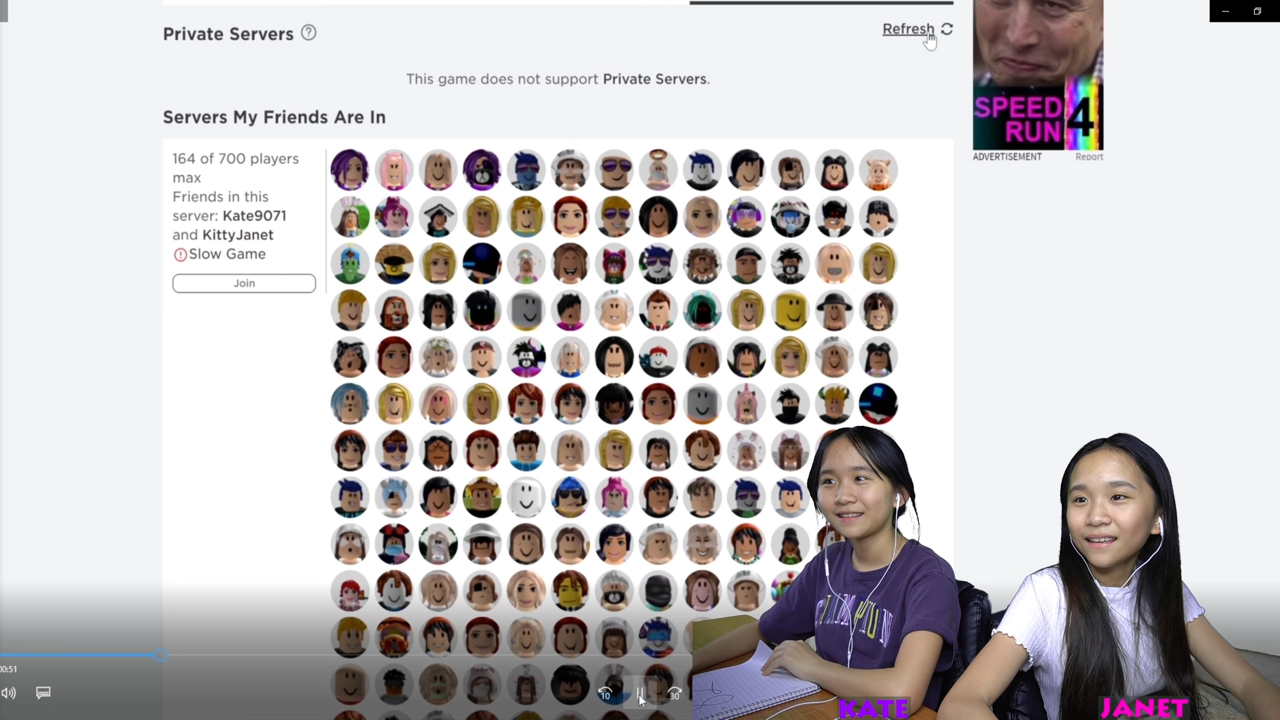 Private Servers ?
Refresh
This game does not support Private Servers.
Servers My Friends Are In
164 of 700 players
max
Friends in this
server: Kate9071
and KittyJanet
Slow Game
Join
SPEED
RUN 4
ADVERTISEMENT
Report
00:51
10
30
KATE
JANET